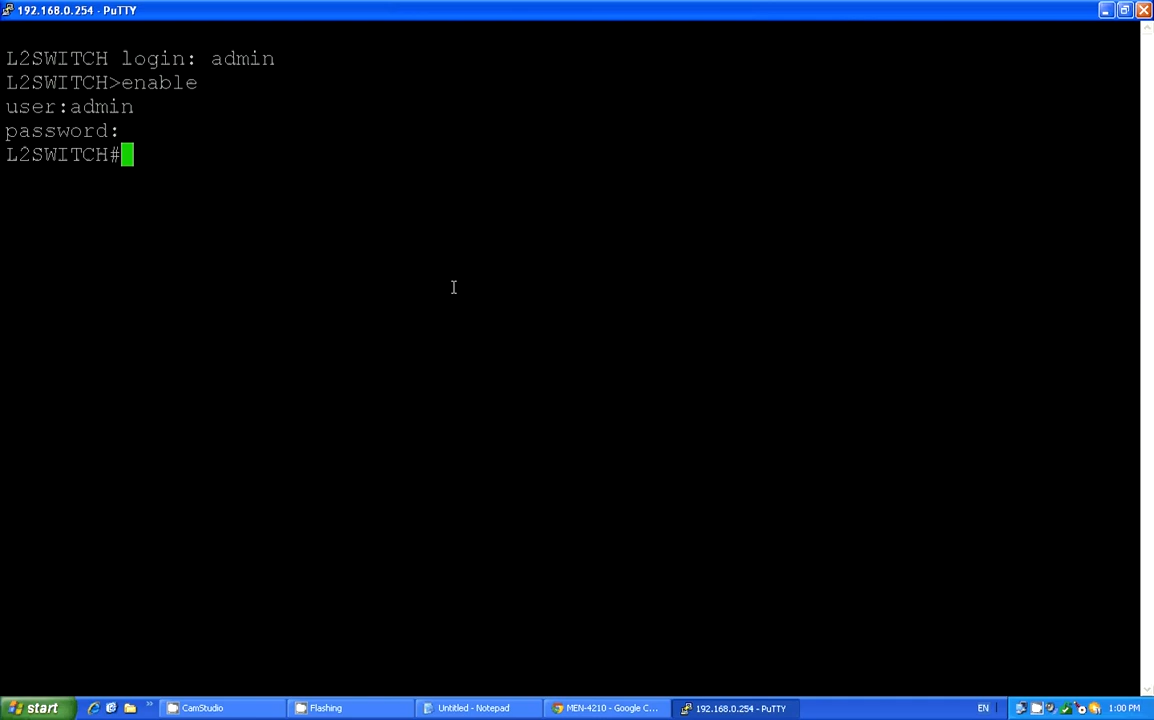 192.168.0.254 - PuTTY
L2SWITCH login: admin
L2SWITCH>enable
user:admin
password:
L2SWITCH#
start
CamStudio
Flashing
Untitled - Notepad
MEN-4210 - Google C...
192.168.0.254 - PuTTY
EN
1:00 PM